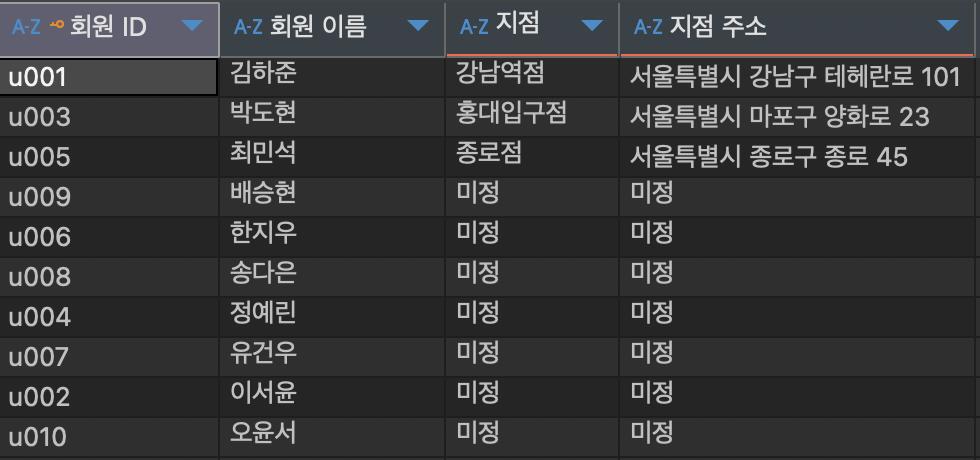 A-Z 회원 ID A-Z 회원 이름 A-Z 지점 A-Z 지점 주소
u001 김하준 강남역점 서울특별시 강남구 테헤란로 101
u003 박도현 홍대입구점 서울특별시 마포구 양화로 23
u005 최민석 종로점 서울특별시 종로구 종로 45
u009 배승현 미정 미정
u006 한지우 미정 미정
u008 송다은 미정 미정
u004 정예린 미정 미정
u007 유건우 미정 미정
u002 이서윤 미정 미정
u010 오윤서 미정 미정